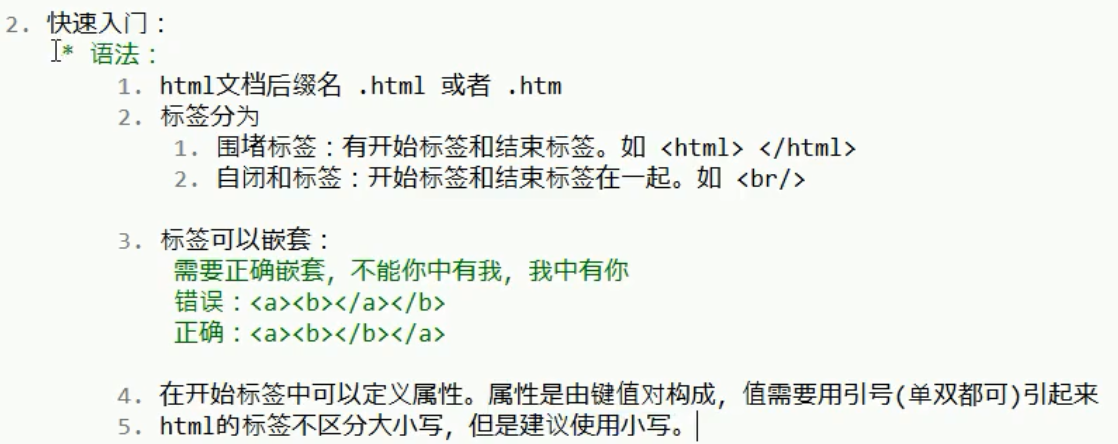 2. 快速入门：
* 语法：
1. html文档后缀名 .html 或者 .htm
2. 标签分为
1. 围堵标签：有开始标签和结束标签。如 <html> </html>
2. 自闭和标签：开始标签和结束标签在一起。如 <br/>
3. 标签可以嵌套：
需要正确嵌套，不能你中有我，我中有你
错误：<a><b></a></b>
正确：<a><b></b></a>
4. 在开始标签中可以定义属性。属性是由键值对构成，值需要用引号(单双都可)引起来
5. html的标签不区分大小写，但是建议使用小写。